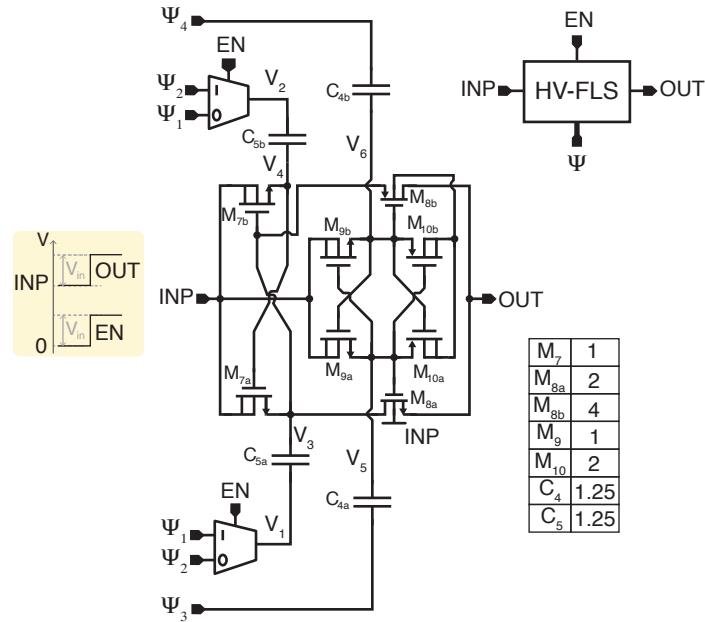 Ψ4
EN
Ψ2
I
V2
Ψ1
O
C5b
C4b
V4
V6
EN
INP
HV-FLS
OUT
Ψ
M7b
M8b
M9b
M10b
V
Vin
OUT
INP
Vin
EN
0
INP
OUT
M7a
M9a
M10a
M8a
INP
V3
C5a
V5
C4a
EN
V1
Ψ1
I
Ψ2
O
Ψ3
M7 1
M8a 2
M8b 4
M9 1
M10 2
C4 1.25
C5 1.25